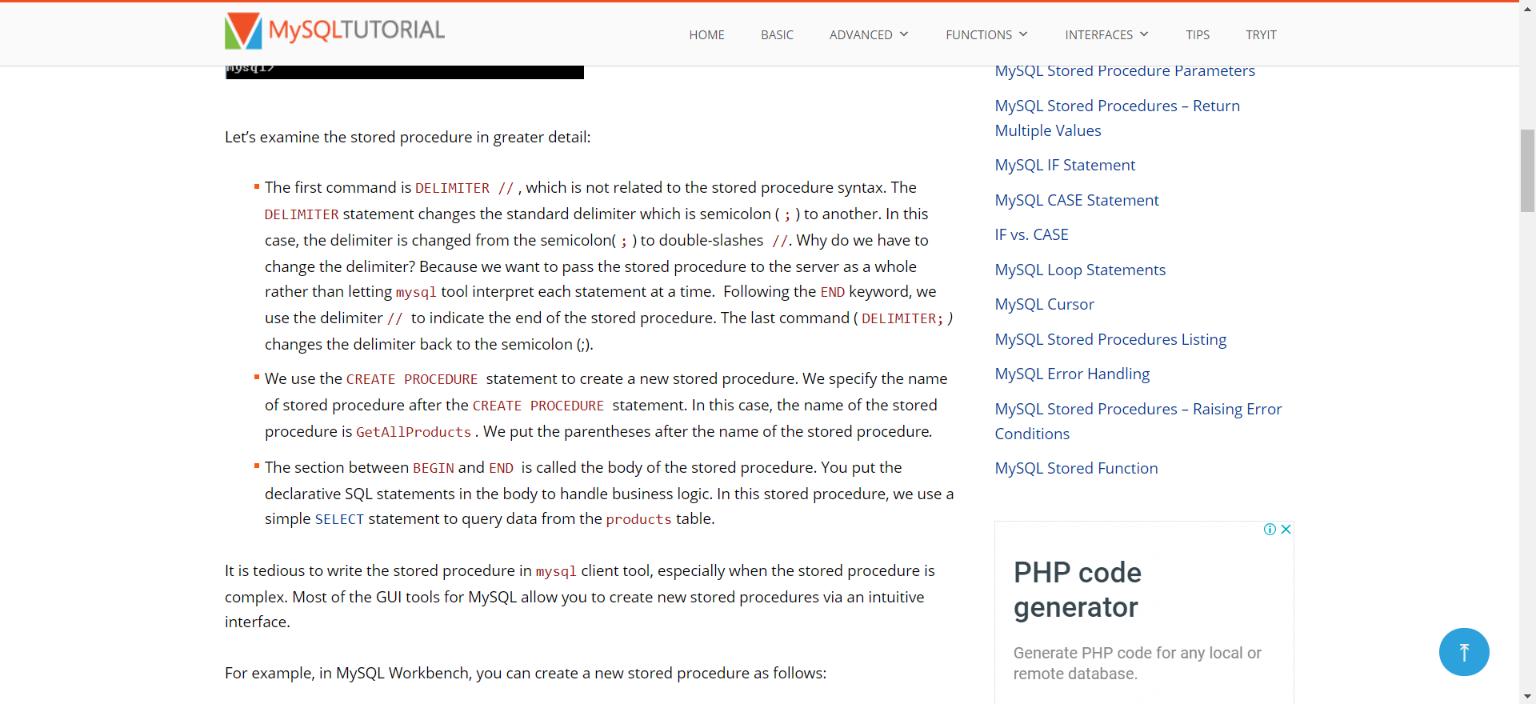 MySQLTUTORIAL
HOME
BASIC
ADVANCED
FUNCTIONS
INTERFACES
TIPS
TRYIT
mysql>
Let’s examine the stored procedure in greater detail:
The first command is DELIMITER // , which is not related to the stored procedure syntax. The
DELIMITER statement changes the standard delimiter which is semicolon ( ; ) to another. In this
case, the delimiter is changed from the semicolon( ; ) to double-slashes //. Why do we have to
change the delimiter? Because we want to pass the stored procedure to the server as a whole
rather than letting mysql tool interpret each statement at a time. Following the END keyword, we
use the delimiter // to indicate the end of the stored procedure. The last command ( DELIMITER; )
changes the delimiter back to the semicolon (;).
We use the CREATE PROCEDURE statement to create a new stored procedure. We specify the name
of stored procedure after the CREATE PROCEDURE statement. In this case, the name of the stored
procedure is GetAllProducts . We put the parentheses after the name of the stored procedure.
The section between BEGIN and END is called the body of the stored procedure. You put the
declarative SQL statements in the body to handle business logic. In this stored procedure, we use a
simple SELECT statement to query data from the products table.
It is tedious to write the stored procedure in mysql client tool, especially when the stored procedure is
complex. Most of the GUI tools for MySQL allow you to create new stored procedures via an intuitive
interface.
For example, in MySQL Workbench, you can create a new stored procedure as follows:
MySQL Stored Procedure Parameters
MySQL Stored Procedures – Return
Multiple Values
MySQL IF Statement
MySQL CASE Statement
IF vs. CASE
MySQL Loop Statements
MySQL Cursor
MySQL Stored Procedures Listing
MySQL Error Handling
MySQL Stored Procedures – Raising Error
Conditions
MySQL Stored Function
PHP code
generator
Generate PHP code for any local or
remote database.